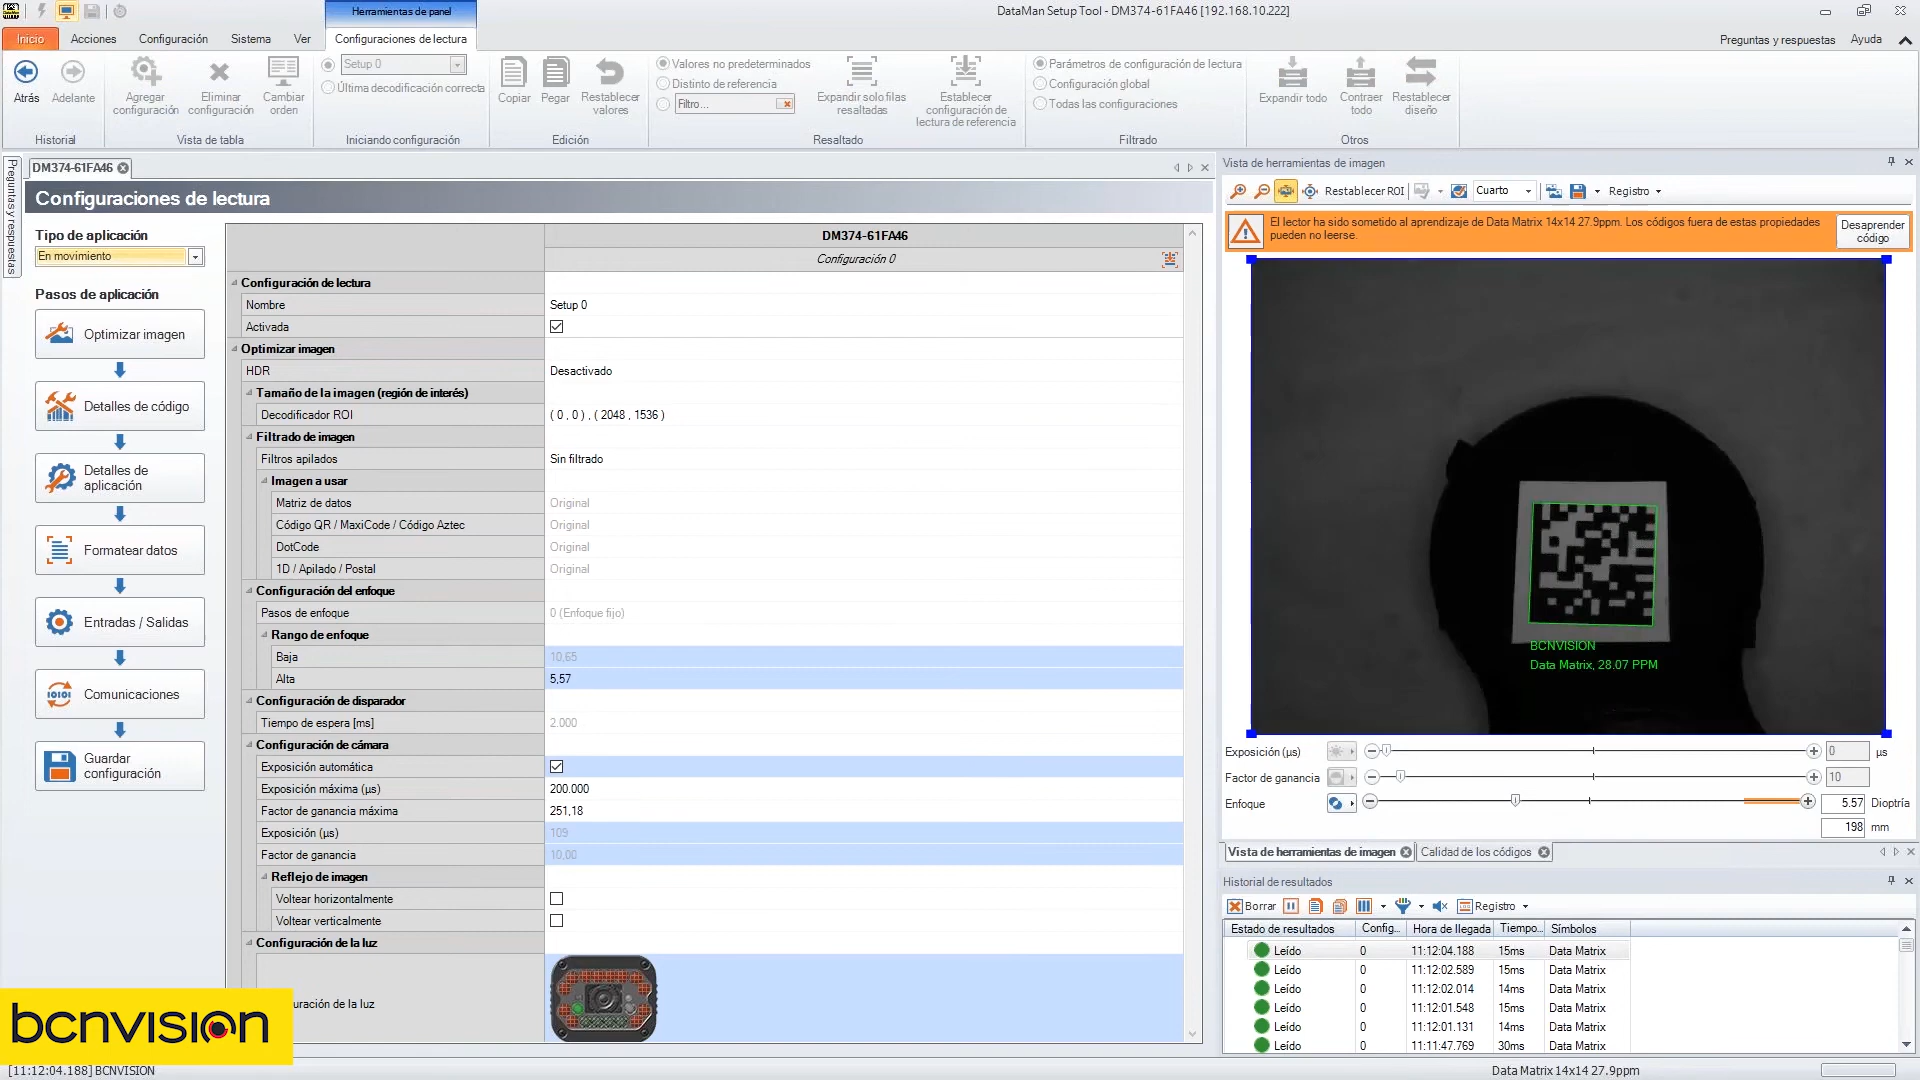 Herramientas de panel
DataMan Setup Tool - DM374-61FA46 [192.168.10.222]
Inicio
Acciones
Configuración
Sistema
Ver
Configuraciones de lectura
Preguntas y respuestas
Ayuda
Atrás
Adelante
Historial
Agregar configuración
Eliminar configuración
Cambiar orden
Vista de tabla
Setup 0
Última decodificación correcta
Iniciando configuración
Copiar
Pegar
Restablecer valores
Edición
Valores no predeterminados
Distinto de referencia
Filtro...
Expandir solo filas resaltadas
Establecer configuración de lectura de referencia
Resaltado
Parámetros de configuración de lectura
Configuración global
Todas las configuraciones
Filtrado
Expandir todo
Contraer todo
Restablecer diseño
Otros
Preguntas y respuestas
DM374-61FA46
Configuraciones de lectura
Tipo de aplicación
En movimiento
Pasos de aplicación
Optimizar imagen
Detalles de código
Detalles de aplicación
Formatear datos
Entradas / Salidas
Comunicaciones
Guardar configuración
DM374-61FA46
Configuración 0
Configuración de lectura
Nombre Setup 0
Activada
Optimizar imagen
HDR Desactivado
Tamaño de la imagen (región de interés)
Decodificador ROI ( 0 , 0 ) , ( 2048 , 1536 )
Filtrado de imagen
Filtros apilados Sin filtrado
Imagen a usar
Matriz de datos Original
Código QR / MaxiCode / Código Aztec Original
DotCode Original
1D / Apilado / Postal Original
Configuración del enfoque
Pasos de enfoque 0 (Enfoque fijo)
Rango de enfoque
Baja 10,65
Alta 5,57
Configuración de disparador
Tiempo de espera [ms] 2.000
Configuración de cámara
Exposición automática
Exposición máxima (µs) 200.000
Factor de ganancia máxima 251,18
Exposición (µs) 109
Factor de ganancia 10,00
Reflejo de imagen
Voltear horizontalmente
Voltear verticalmente
Configuración de la luz
uración de la luz
bcnvision
[11:12:04.188] BCNVISION
Vista de herramientas de imagen
Restablecer ROI
Cuarto
Registro
El lector ha sido sometido al aprendizaje de Data Matrix 14x14 27.9ppm. Los códigos fuera de estas propiedades
pueden no leerse.
Desaprender código
BCNVISION
Data Matrix, 28.07 PPM
Exposición (µs) 0 µs
Factor de ganancia 10
Enfoque 5.57 Dioptría
198 mm
Vista de herramientas de imagen
Calidad de los códigos
Historial de resultados
Borrar
Registro
Estado de resultados Config... Hora de llegada Tiempo... Símbolos
Leído 0 11:12:04.188 15ms Data Matrix
Leído 0 11:12:02.589 15ms Data Matrix
Leído 0 11:12:02.014 14ms Data Matrix
Leído 0 11:12:01.548 15ms Data Matrix
Leído 0 11:12:01.131 14ms Data Matrix
Leído 0 11:11:47.769 30ms Data Matrix
Data Matrix 14x14 27.9ppm